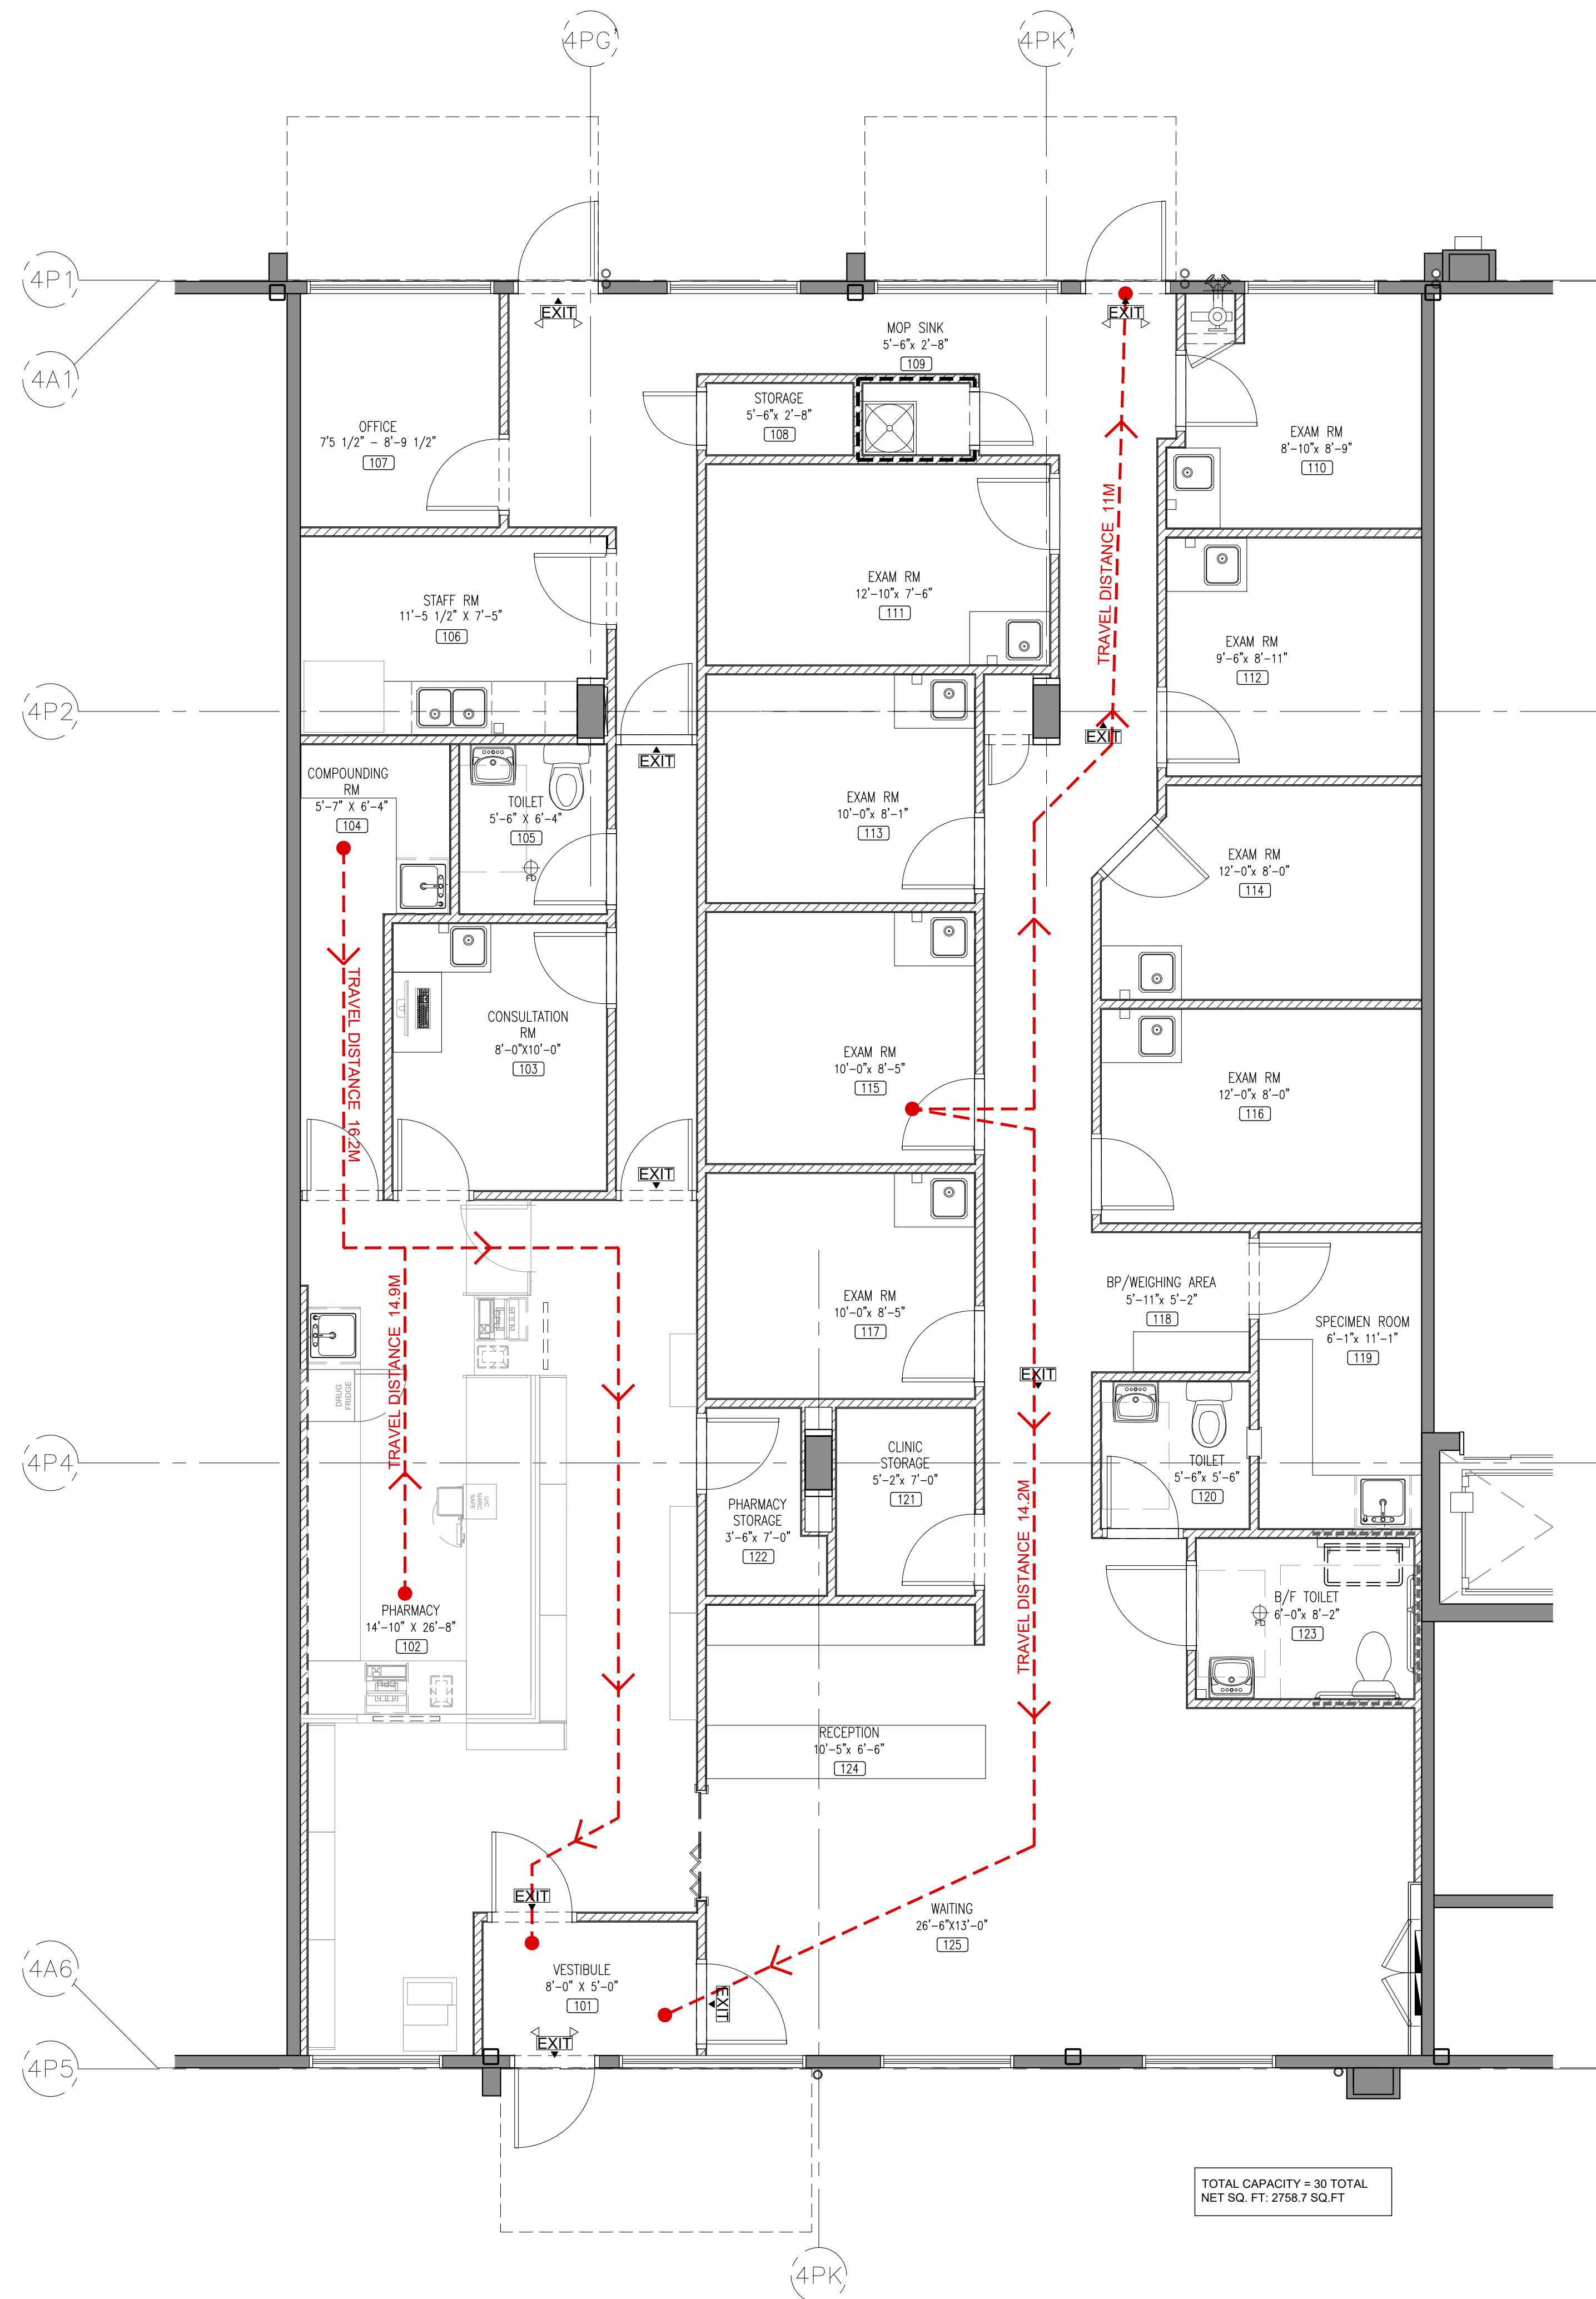 4PG'
4PK'
4P1
4A1
EXIT
EXIT
MOP SINK
5'-6"x 2'-8"
109
STORAGE
5'-6"x 2'-8"
108
OFFICE
7'5 1/2" - 8'-9 1/2"
107
EXAM RM
8'-10"x 8'-9"
110
TRAVEL DISTANCE 11M
STAFF RM
11'-5 1/2" X 7'-5"
106
EXAM RM
12'-10"x 7'-6"
111
EXAM RM
9'-6"x 8'-11"
112
4P2
EXIT
EXIT
COMPOUNDING
RM
5'-7" X 6'-4"
104
TOILET
5'-6" X 6'-4"
105
FD
EXAM RM
10'-0"x 8'-1"
113
EXAM RM
12'-0"x 8'-0"
114
TRAVEL DISTANCE 16.2M
CONSULTATION
RM
8'-0"X10'-0"
103
EXAM RM
10'-0"x 8'-5"
115
EXAM RM
12'-0"x 8'-0"
116
EXIT
TRAVEL DISTANCE 14.9M
EXAM RM
10'-0"x 8'-5"
117
BP/WEIGHING AREA
5'-11"x 5'-2"
118
SPECIMEN ROOM
6'-1"x 11'-1"
119
EXIT
DRUG
FRIDGE
4P4
U/C
NARC
SAFE
CLINIC
STORAGE
5'-2"x 7'-0"
121
TOILET
5'-6"x 5'-6"
120
PHARMACY
STORAGE
3'-6"x 7'-0"
122
TRAVEL DISTANCE 14.2M
PHARMACY
14'-10" X 26'-8"
102
B/F TOILET
6'-0"x 8'-2"
123
FD
RECEPTION
10'-5"x 6'-6"
124
EXIT
WAITING
26'-6"X13'-0"
125
4A6
VESTIBULE
8'-0" X 5'-0"
101
EXIT
EXIT
4P5
TOTAL CAPACITY = 30 TOTAL
NET SQ. FT: 2758.7 SQ.FT
4PK